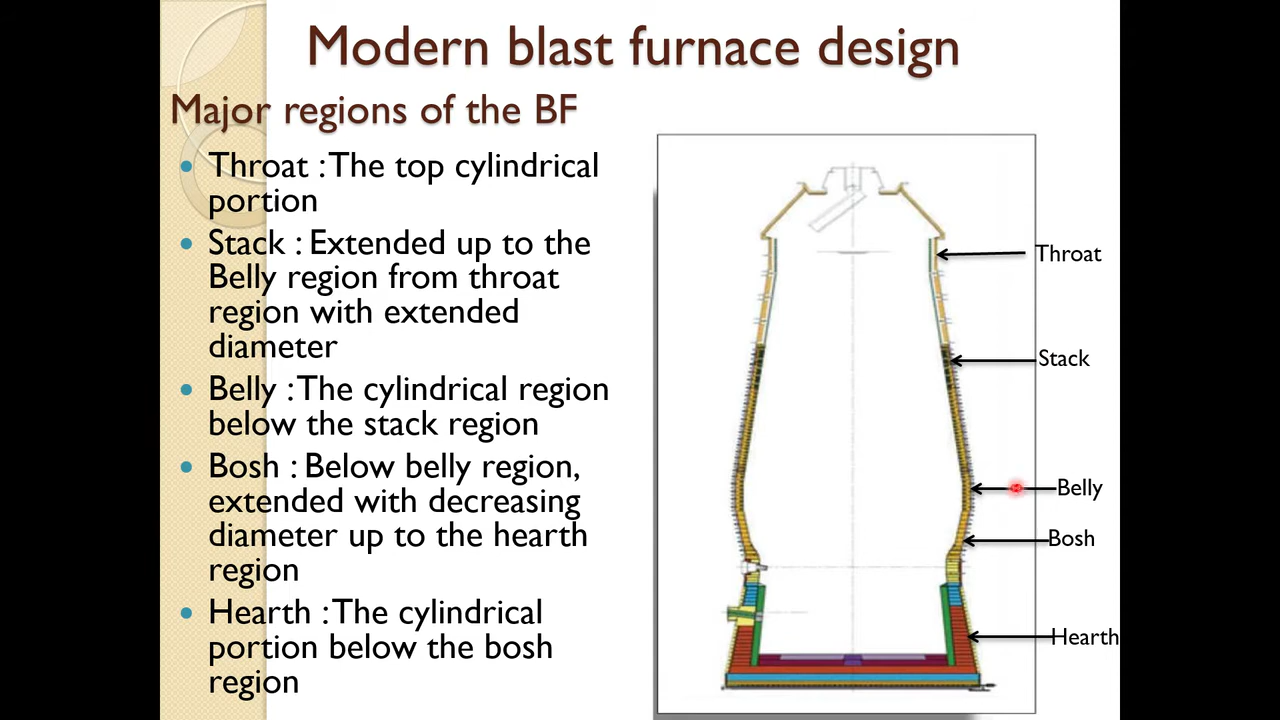 Modern blast furnace design
Major regions of the BF
Throat : The top cylindrical
portion
Stack : Extended up to the
Belly region from throat
region with extended
diameter
Belly : The cylindrical region
below the stack region
Bosh : Below belly region,
extended with decreasing
diameter up to the hearth
region
Hearth : The cylindrical
portion below the bosh
region
Throat
Stack
Belly
Bosh
Hearth